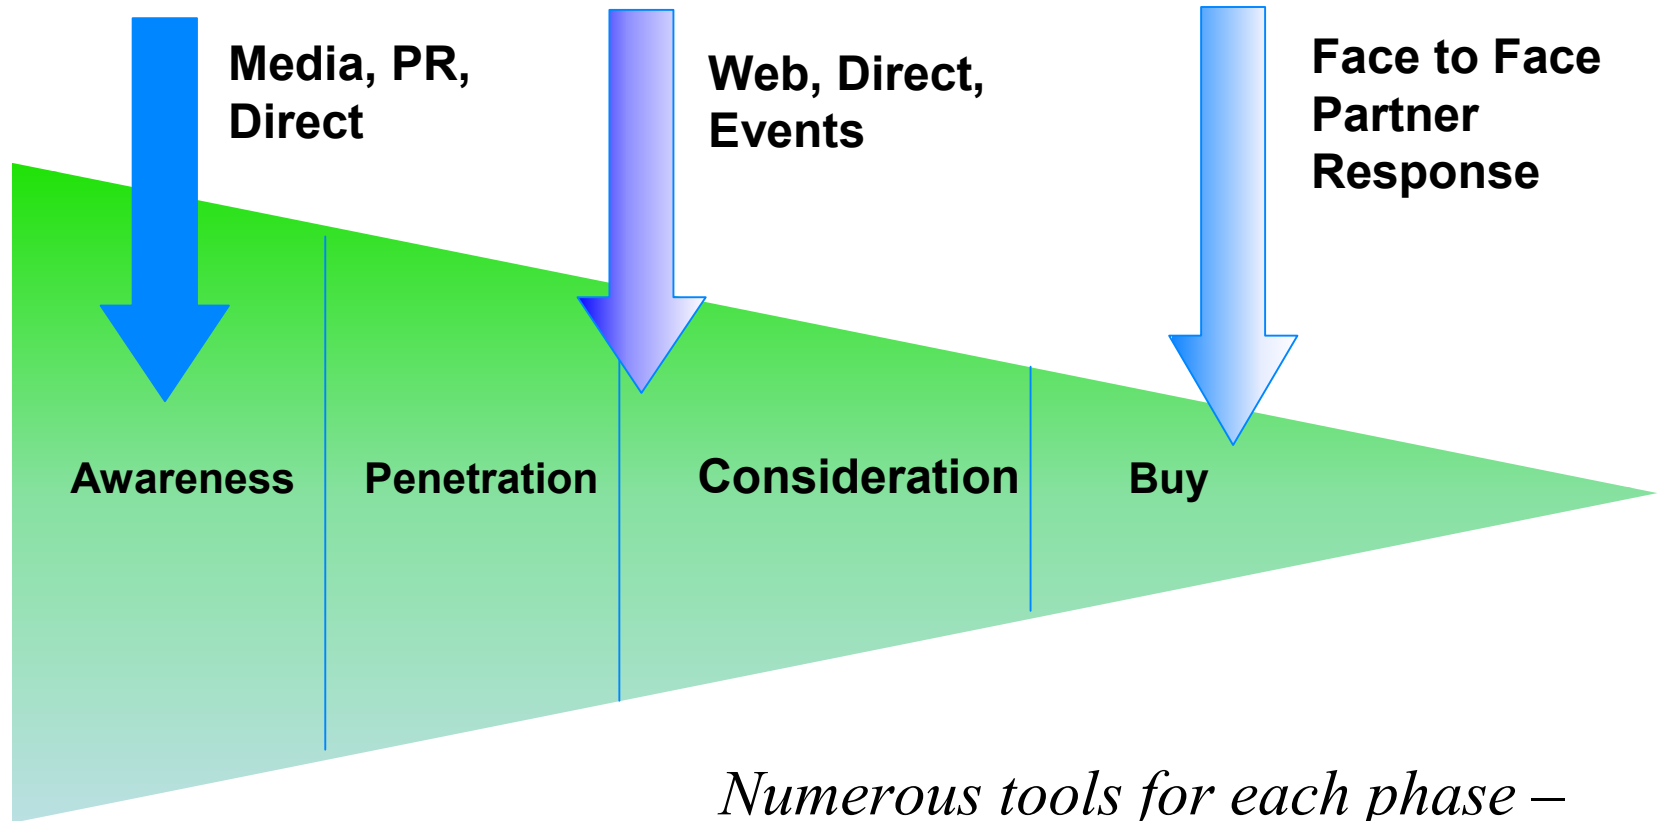 Media, PR,
Direct
Web, Direct,
Events
Face to Face
Partner
Response
Awareness
Penetration
Consideration
Buy
Numerous tools for each phase –